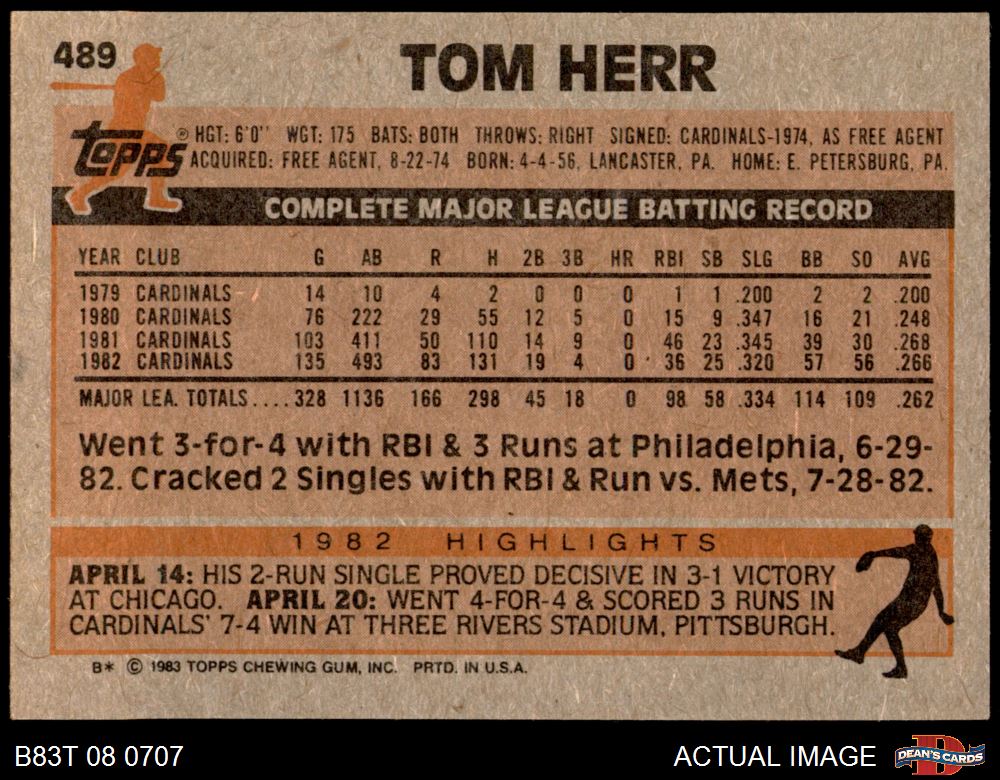 489
TOM HERR
topps ® HGT: 6'0" WGT: 175 BATS: BOTH THROWS: RIGHT SIGNED: CARDINALS-1974, AS FREE AGENT
ACQUIRED: FREE AGENT, 8-22-74 BORN: 4-4-56, LANCASTER, PA. HOME: E. PETERSBURG, PA.
COMPLETE MAJOR LEAGUE BATTING RECORD
YEAR CLUB G AB R H 2B 3B HR RBI SB SLG BB SO AVG
1979 CARDINALS 14 10 4 2 0 0 0 1 1 .200 2 2 .200
1980 CARDINALS 76 222 29 55 12 5 0 15 9 .347 16 21 .248
1981 CARDINALS 103 411 50 110 14 9 0 46 23 .345 39 30 .268
1982 CARDINALS 135 493 83 131 19 4 0 36 25 .320 57 56 .266
MAJOR LEA. TOTALS....328 1136 166 298 45 18 0 98 58 .334 114 109 .262
Went 3-for-4 with RBI & 3 Runs at Philadelphia, 6-29-
82. Cracked 2 Singles with RBI & Run vs. Mets, 7-28-82.
1982 HIGHLIGHTS
APRIL 14: HIS 2-RUN SINGLE PROVED DECISIVE IN 3-1 VICTORY
AT CHICAGO. APRIL 20: WENT 4-FOR-4 & SCORED 3 RUNS IN
CARDINALS' 7-4 WIN AT THREE RIVERS STADIUM, PITTSBURGH.
B* © 1983 TOPPS CHEWING GUM, INC. PRTD. IN U.S.A.
B83T 08 0707 ACTUAL IMAGE D DEAN'S CARDS